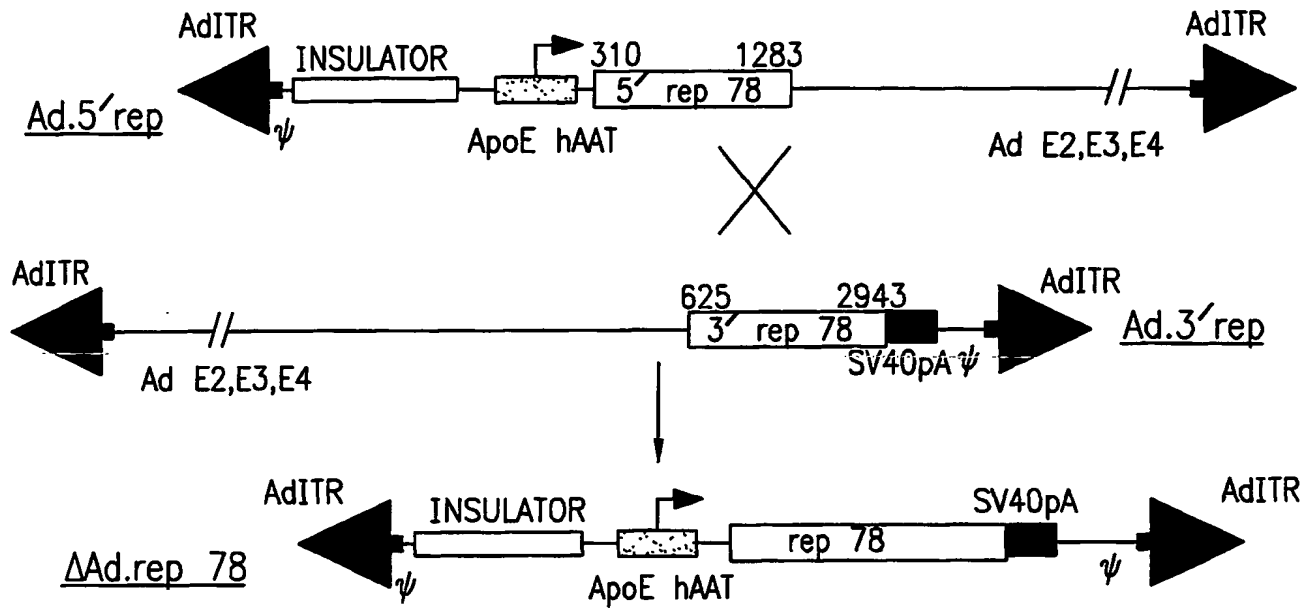 AdITR
AdITR
INSULATOR
310 1283
5′ rep 78
Ad.5′rep
ψ
ApoE hAAT
Ad E2,E3,E4
AdITR
AdITR
625 2943
3′ rep 78
Ad.3′rep
SV40pA ψ
Ad E2,E3,E4
AdITR
AdITR
INSULATOR
SV40pA
rep 78
ΔAd.rep 78
ψ
ApoE hAAT
ψ